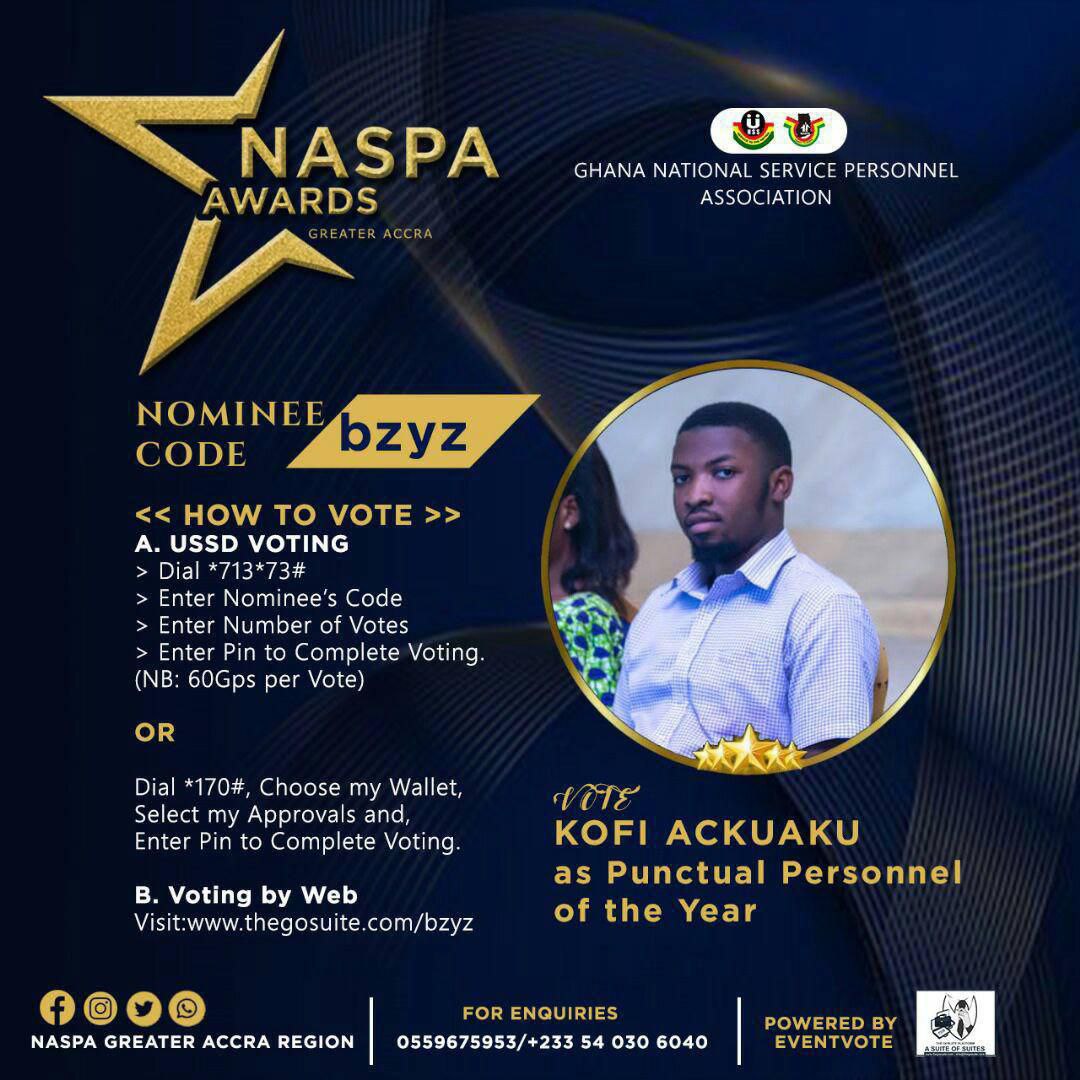 NASPA
AWARDS
GREATER ACCRA
GHANA NATIONAL SERVICE PERSONNEL
ASSOCIATION
NOMINEE
CODE
bzyz
<< HOW TO VOTE >>
A. USSD VOTING
> Dial *713*73#
> Enter Nominee's Code
> Enter Number of Votes
> Enter Pin to Complete Voting.
(NB: 60Gps per Vote)
OR
Dial *170#, Choose my Wallet,
Select my Approvals and,
Enter Pin to Complete Voting.
B. Voting by Web
Visit:www.thegosuite.com/bzyz
VOTE
KOFI ACKUAKU
as Punctual Personnel
of the Year
NASPA GREATER ACCRA REGION
FOR ENQUIRIES
0559675953/+233 54 030 6040
POWERED BY
EVENTVOTE
A SUITE OF SUITES